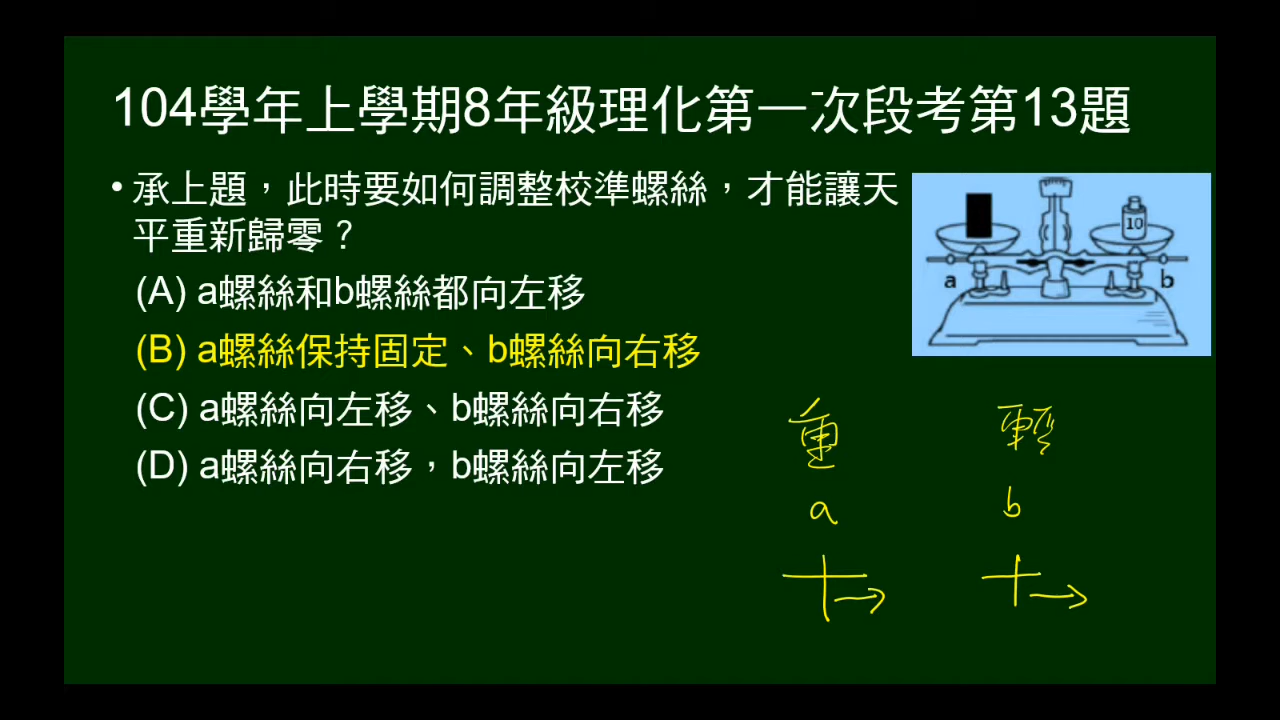 104學年上學期8年級理化第一次段考第13題
• 承上題，此時要如何調整校準螺絲，才能讓天
平重新歸零？
(A) a螺絲和b螺絲都向左移
(B) a螺絲保持固定、b螺絲向右移
(C) a螺絲向左移、b螺絲向右移
(D) a螺絲向右移，b螺絲向左移
10
a b
重 輕
a b